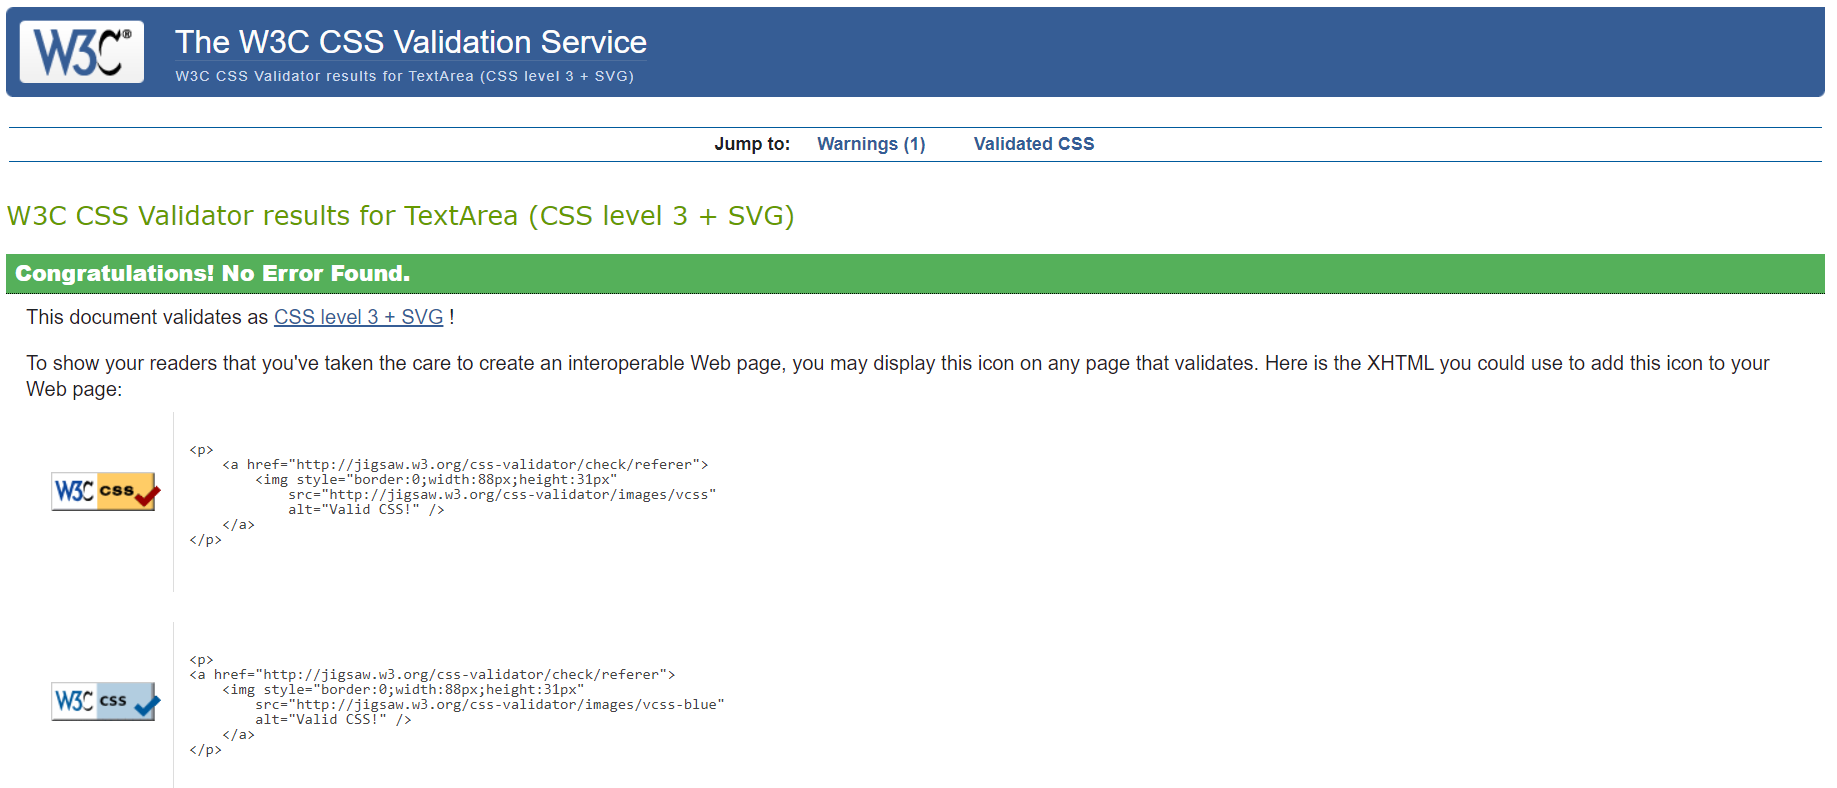 W3C®
The W3C CSS Validation Service
W3C CSS Validator results for TextArea (CSS level 3 + SVG)
Jump to: Warnings (1) Validated CSS
W3C CSS Validator results for TextArea (CSS level 3 + SVG)
Congratulations! No Error Found.
This document validates as CSS level 3 + SVG !
To show your readers that you've taken the care to create an interoperable Web page, you may display this icon on any page that validates. Here is the XHTML you could use to add this icon to your
Web page:
W3C css
<p>
    <a href="http://jigsaw.w3.org/css-validator/check/referer">
        <img style="border:0;width:88px;height:31px"
            src="http://jigsaw.w3.org/css-validator/images/vcss"
            alt="Valid CSS!" />
    </a>
</p>
W3C css
<p>
<a href="http://jigsaw.w3.org/css-validator/check/referer">
    <img style="border:0;width:88px;height:31px"
        src="http://jigsaw.w3.org/css-validator/images/vcss-blue"
        alt="Valid CSS!" />
    </a>
</p>